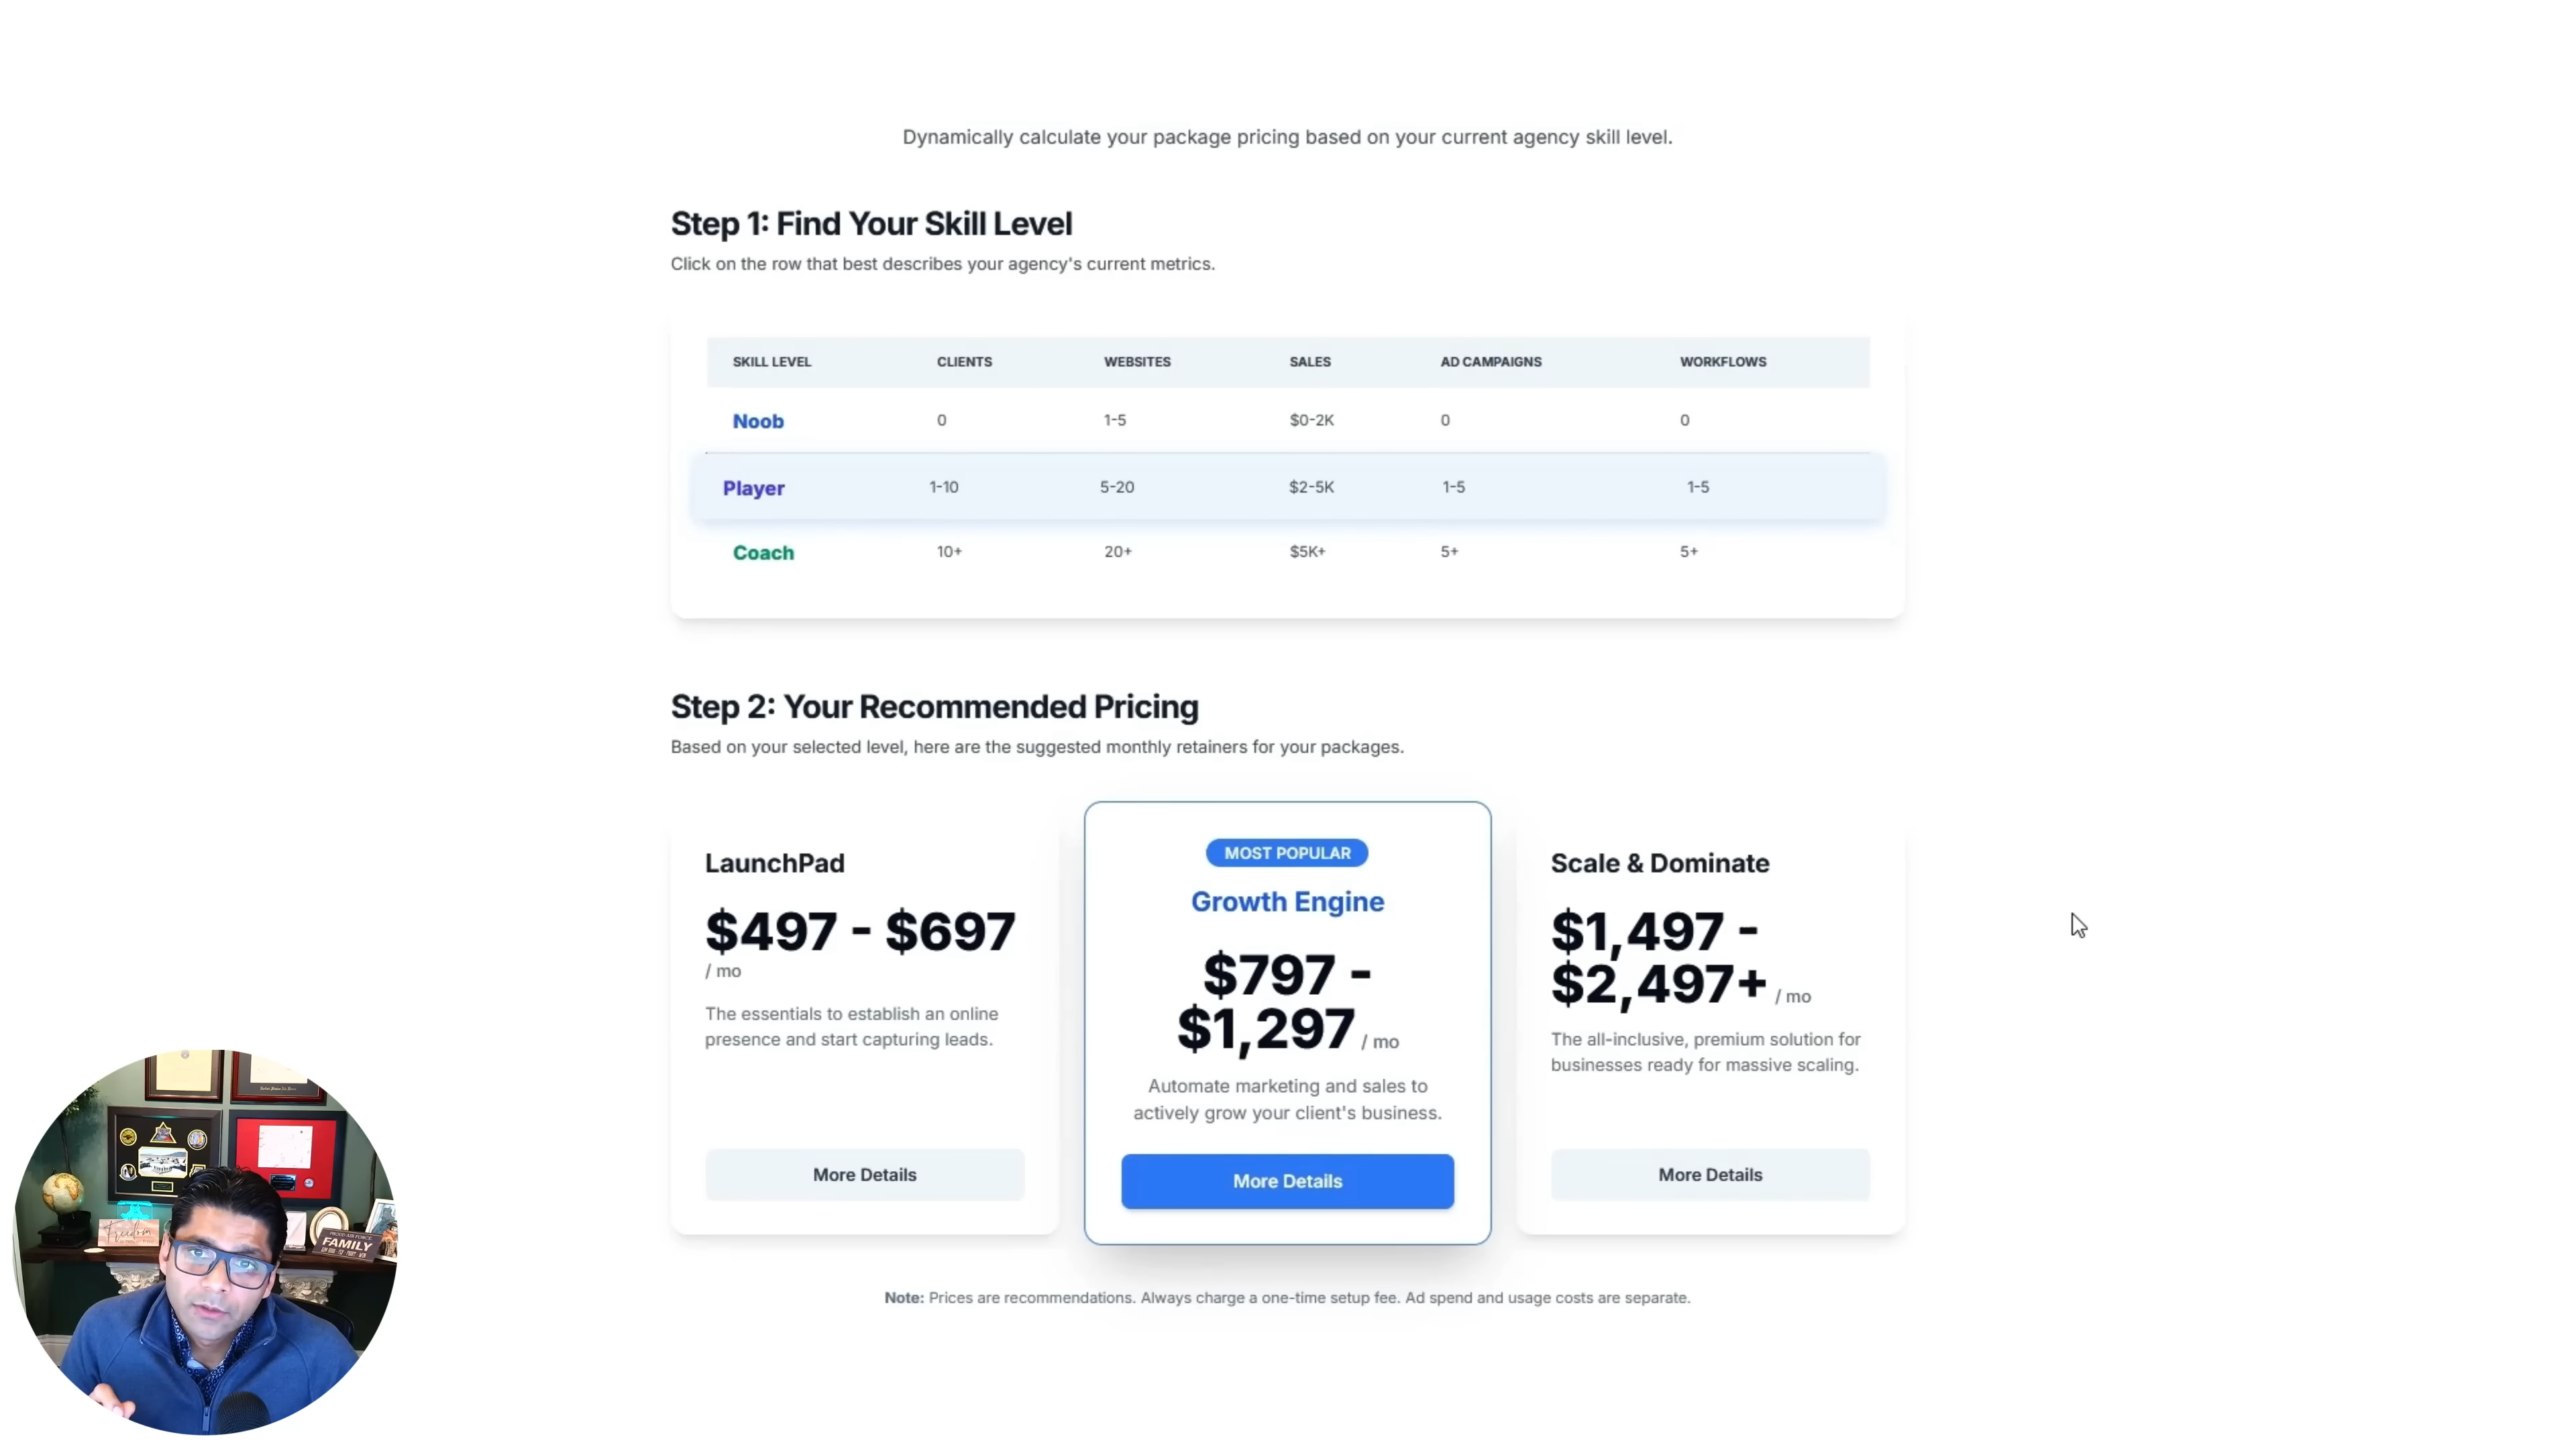 Dynamically calculate your package pricing based on your current agency skill level.
Step 1: Find Your Skill Level
Click on the row that best describes your agency's current metrics.
SKILL LEVEL CLIENTS WEBSITES SALES AD CAMPAIGNS WORKFLOWS
Noob 0 1-5 $0-2K 0 0
Player 1-10 5-20 $2-5K 1-5 1-5
Coach 10+ 20+ $5K+ 5+ 5+
Step 2: Your Recommended Pricing
Based on your selected level, here are the suggested monthly retainers for your packages.
LaunchPad
$497 - $697
/ mo
The essentials to establish an online
presence and start capturing leads.
More Details
MOST POPULAR
Growth Engine
$797 -
$1,297 / mo
Automate marketing and sales to
actively grow your client's business.
More Details
Scale & Dominate
$1,497 -
$2,497+ / mo
The all-inclusive, premium solution for
businesses ready for massive scaling.
More Details
Note: Prices are recommendations. Always charge a one-time setup fee. Ad spend and usage costs are separate.
Freedom
FAMILY